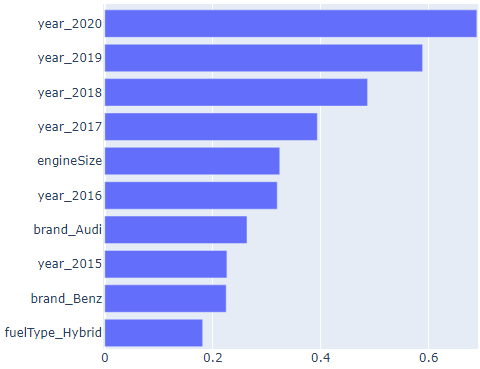 year_2020
year_2019
year_2018
year_2017
engineSize
year_2016
brand_Audi
year_2015
brand_Benz
fuelType_Hybrid
0 0.2 0.4 0.6